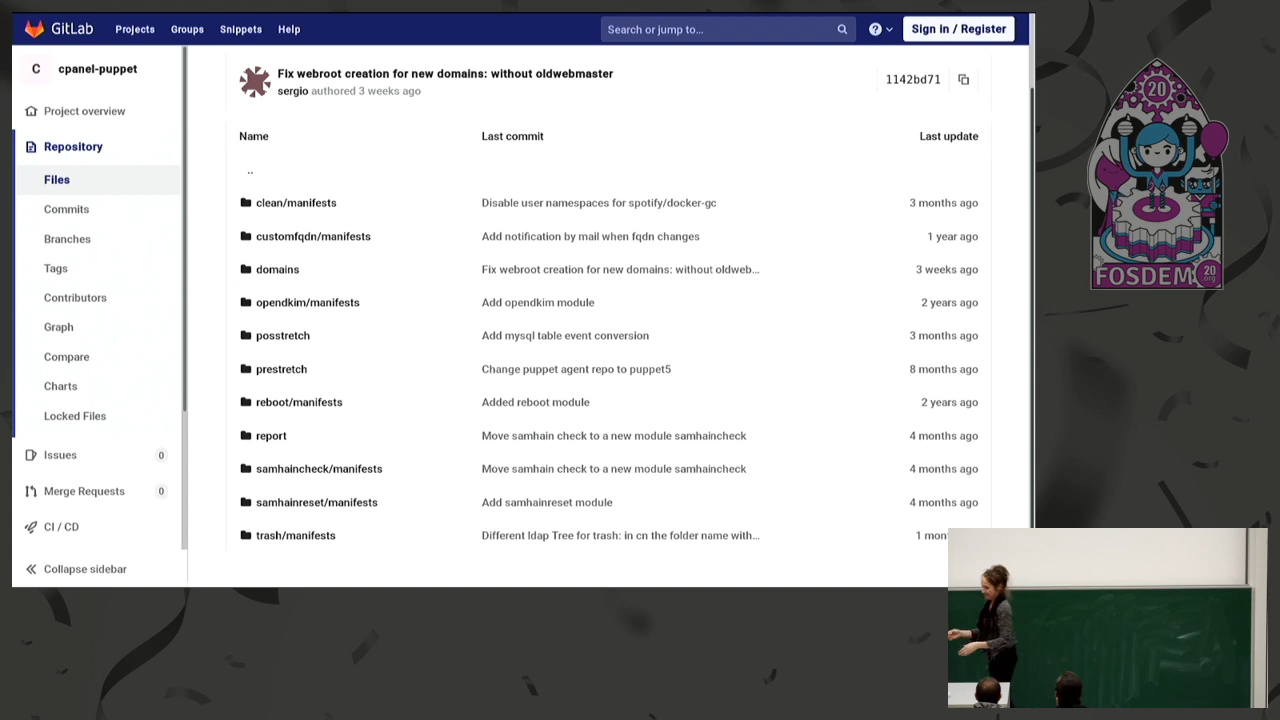 GitLab Projects Groups Snippets Help Search or jump to... Sign in / Register
C cpanel-puppet
Project overview
Repository
Files
Commits
Branches
Tags
Contributors
Graph
Compare
Charts
Locked Files
Issues 0
Merge Requests 0
CI / CD
Collapse sidebar
Fix webroot creation for new domains: without oldwebmaster
sergio authored 3 weeks ago
1142bd71
Name Last commit Last update
..
clean/manifests Disable user namespaces for spotify/docker-gc 3 months ago
customfqdn/manifests Add notification by mail when fqdn changes 1 year ago
domains Fix webroot creation for new domains: without oldweb... 3 weeks ago
opendkim/manifests Add opendkim module 2 years ago
posstretch Add mysql table event conversion 3 months ago
prestretch Change puppet agent repo to puppet5 8 months ago
reboot/manifests Added reboot module 2 years ago
report Move samhain check to a new module samhaincheck 4 months ago
samhaincheck/manifests Move samhain check to a new module samhaincheck 4 months ago
samhainreset/manifests Add samhainreset module 4 months ago
trash/manifests Different ldap Tree for trash: in cn the folder name with... 1 mon
20
FOSDEM 20
.org